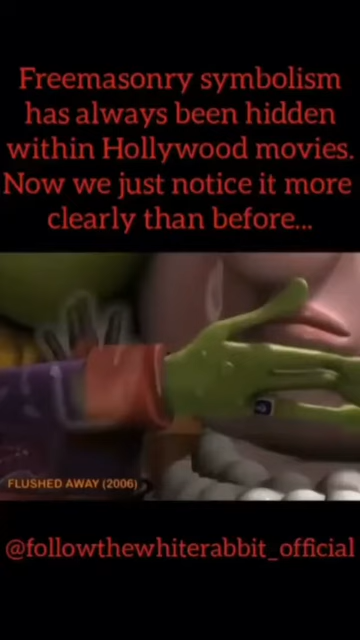 Freemasonry symbolism
has always been hidden
within Hollywood movies.
Now we just notice it more
clearly than before...
FLUSHED AWAY (2006)
@followthewhiterabbit_official